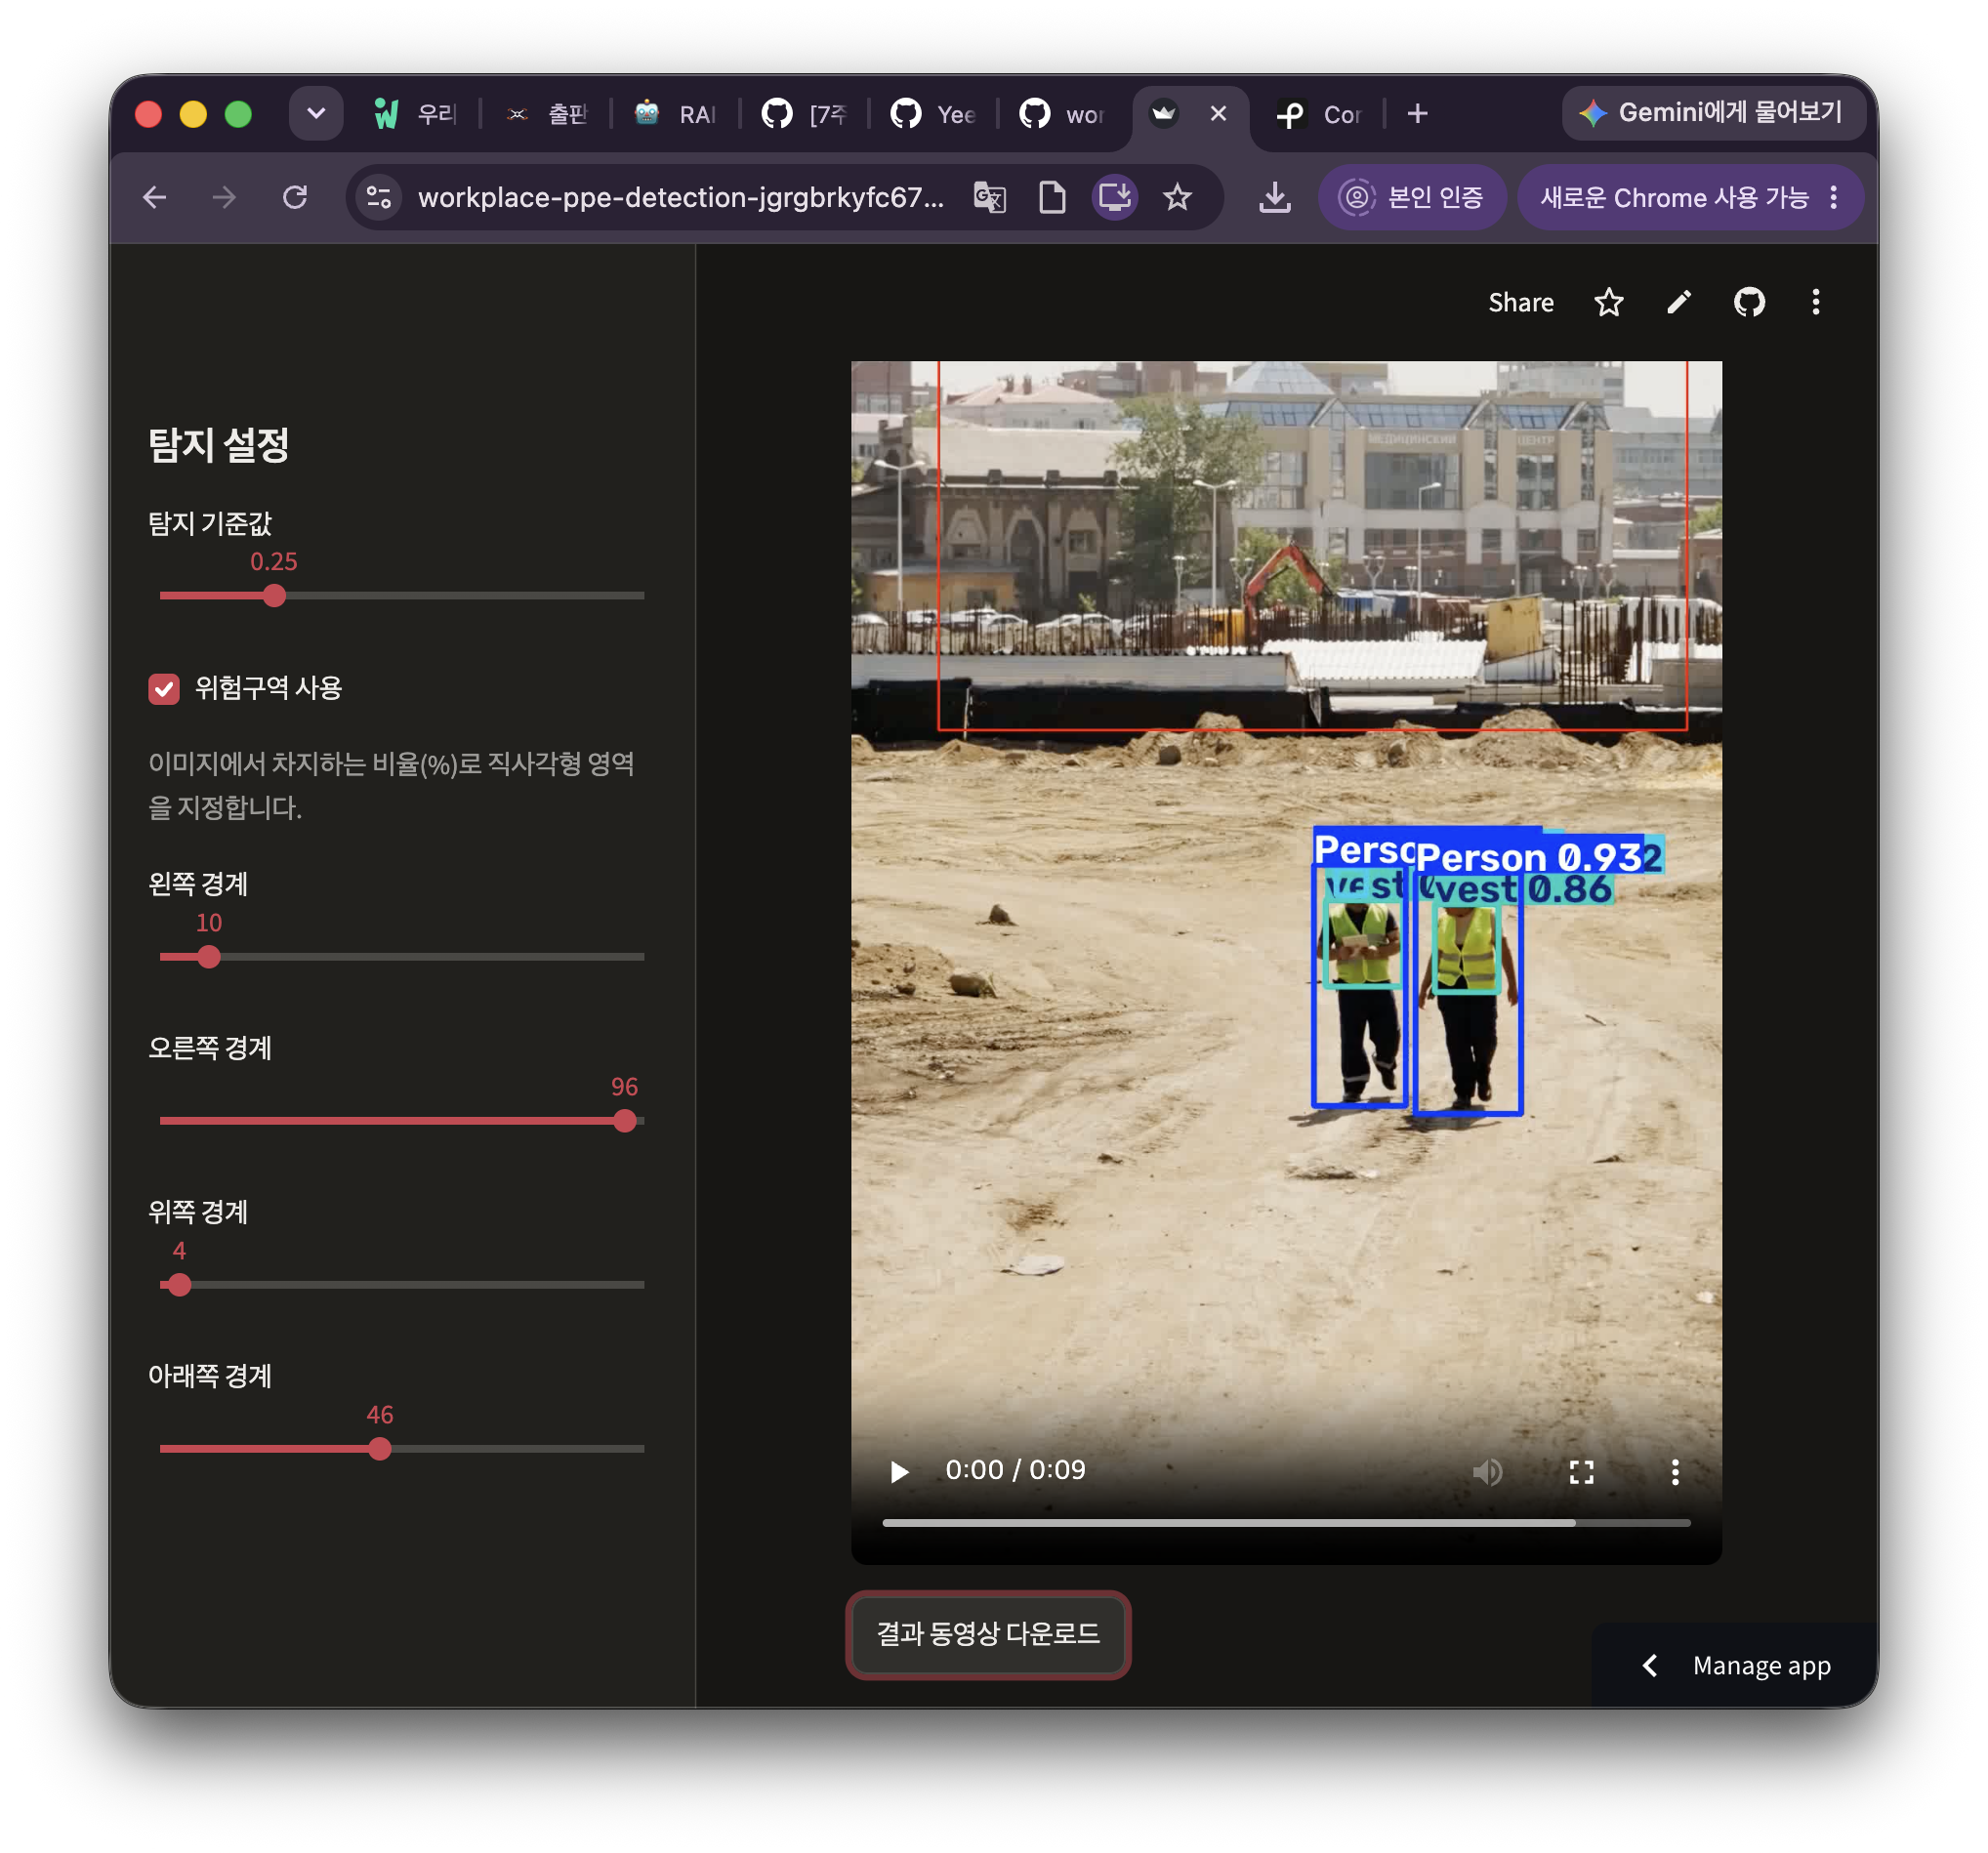 우리
출판
RAI
[7주
Yee
wor
Cor
Gemini에게 물어보기
workplace-ppe-detection-jgrgbrkyfc67...
본인 인증
새로운 Chrome 사용 가능
Share
탐지 설정
탐지 기준값
0.25
위험구역 사용
이미지에서 차지하는 비율(%)로 직사각형 영역
을 지정합니다.
왼쪽 경계
10
오른쪽 경계
96
위쪽 경계
4
아래쪽 경계
46
МЕДИЦИНСКИЙ ЦЕНТР
Person 0.93
vest
vest 0.86
0:00 / 0:09
결과 동영상 다운로드
Manage app